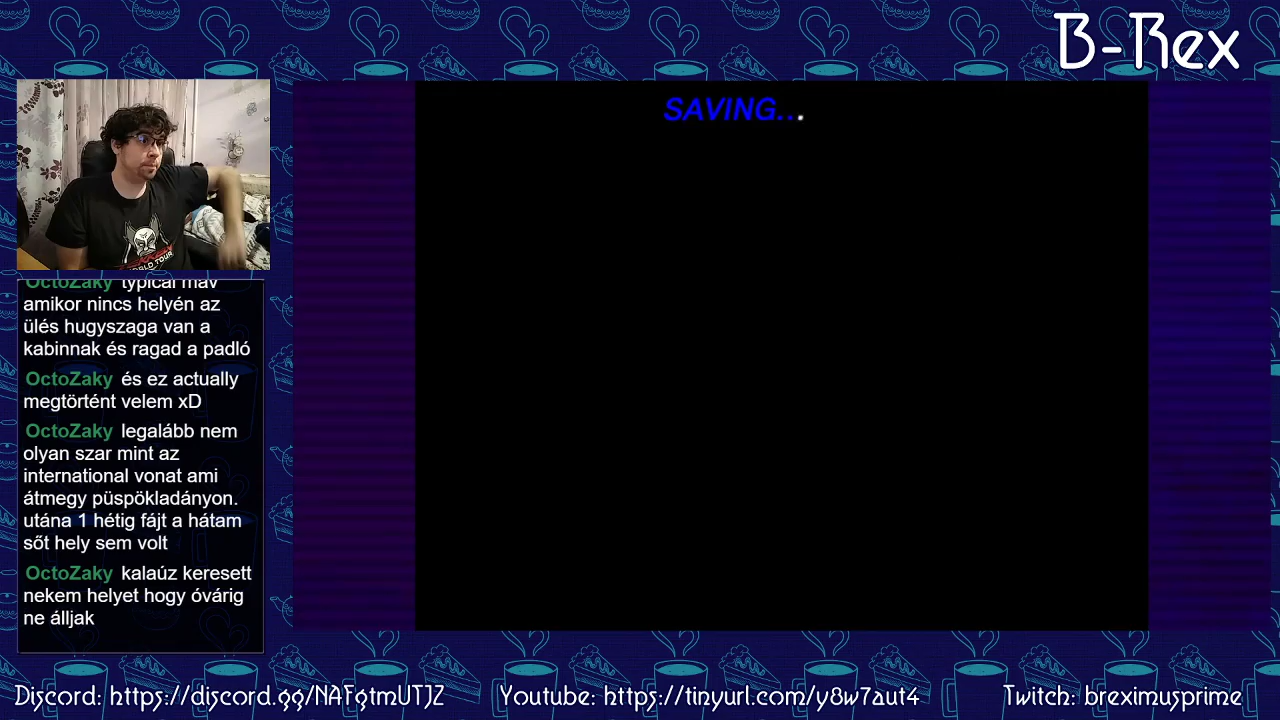 B-Rex
SAVING...
OctoZaky typical máv
amikor nincs helyén az
ülés hugyszaga van a
kabinnak és ragad a padló
OctoZaky és ez actually
megtörtént velem xD
OctoZaky legalább nem
olyan szar mint az
international vonat ami
átmegy püspökladányon.
utána 1 hétig fájt a hátam
sőt hely sem volt
OctoZaky kalaúz keresett
nekem helyet hogy óvárig
ne álljak
Discord: https://discord.gg/NAFgtmUTJZ Youtube: https://tinyurl.com/y8w7aut4 Twitch: breximusprime